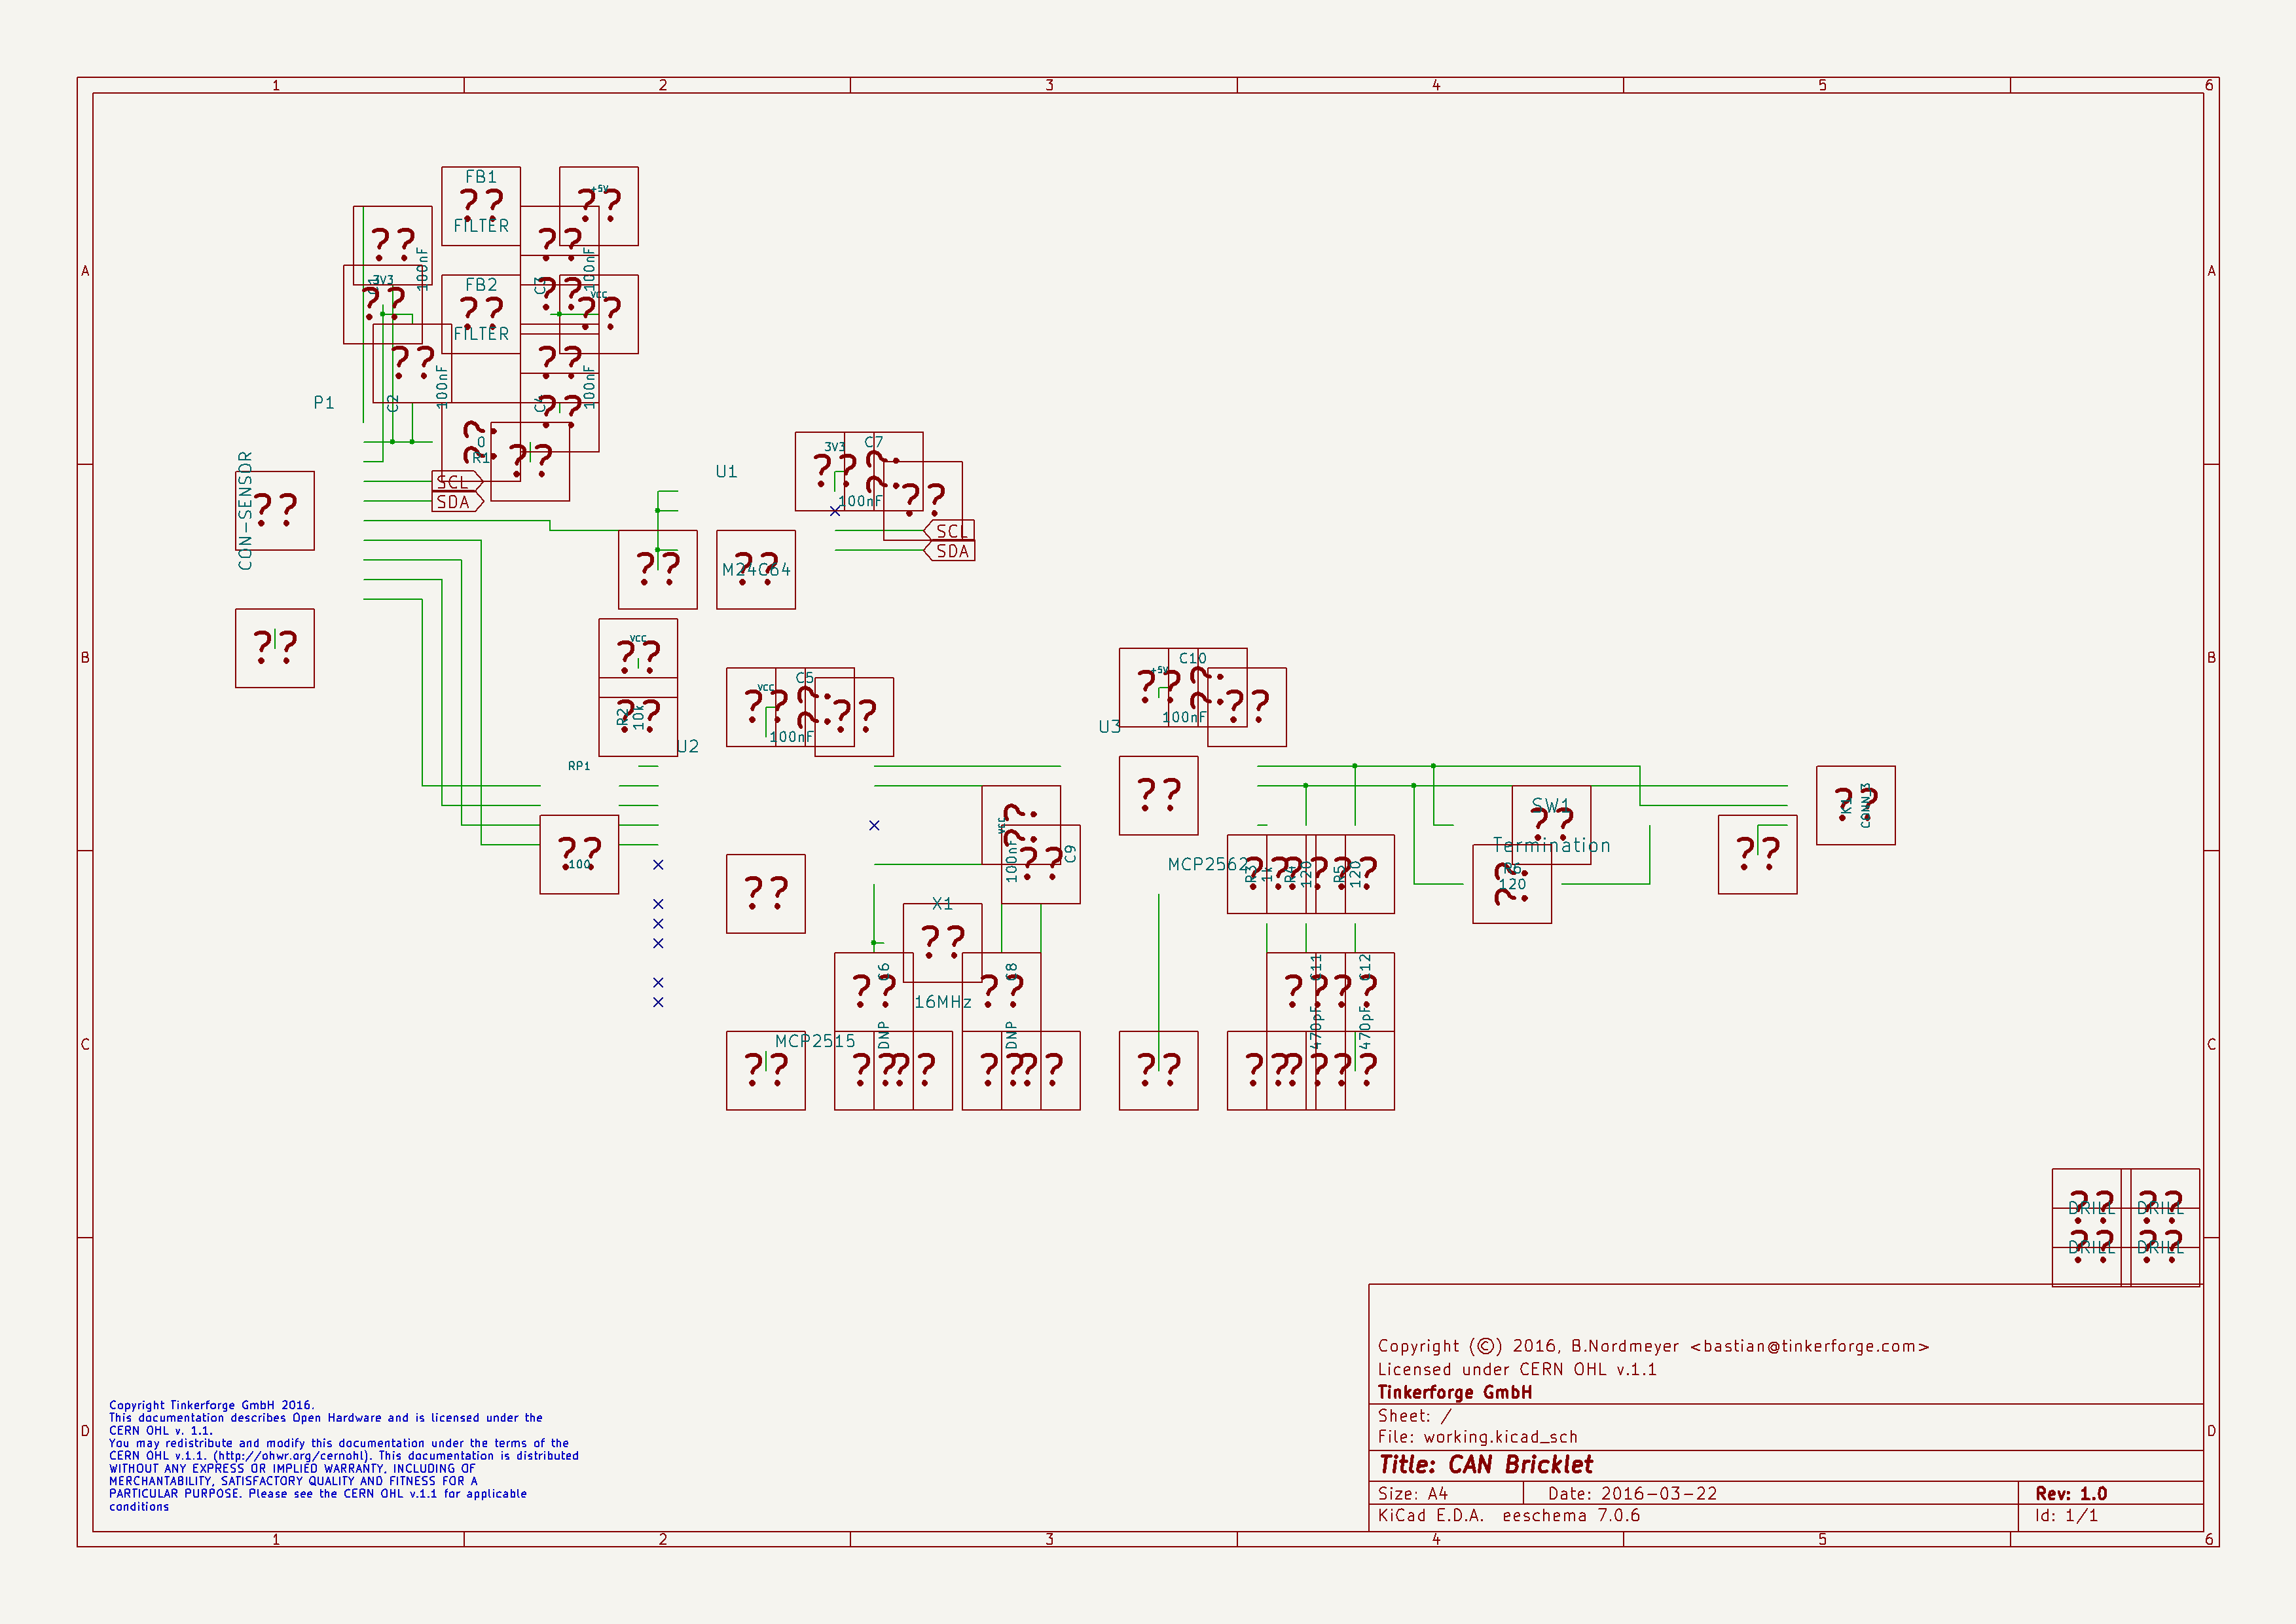 1 2 3 4 5 6
A
B
C
D
FB1
??
FILTER
+5V
??
??
100nF
C1
3V3
??
FB2
??
FILTER
??
100nF
C3
??
VCC
??
??
100nF
C2
??
100nF
C4
??
P1
??
0
R1
??
CON-SENSOR
??
SCL
SDA
??
U1
3V3
??
C7
??
100nF
??
SCL
SDA
??
M24C64
??
VCC
??
R2
10k
??
U2
VCC
??
C5
??
100nF
??
RP1
??
100
??
VCC
??
100nF
C9
??
X1
??
16MHz
C6
??
DNP
C8
??
DNP
MCP2515
??
??
??
??
??
U3
+5V
??
C10
??
100nF
??
??
MCP2562
R3
1k
??
R4
120
??
R5
120
??
C11
??
470pF
C12
??
470pF
??
??
??
??
??
SW1
??
Termination
R6
120
??
??
K1
CONN_3
??
??
DRILL
??
DRILL
??
DRILL
??
DRILL
Copyright Tinkerforge GmbH 2016.
This documentation describes Open Hardware and is licensed under the
CERN OHL v. 1.1.
You may redistribute and modify this documentation under the terms of the
CERN OHL v.1.1. (http://ohwr.org/cernohl). This documentation is distributed
WITHOUT ANY EXPRESS OR IMPLIED WARRANTY, INCLUDING OF
MERCHANTABILITY, SATISFACTORY QUALITY AND FITNESS FOR A
PARTICULAR PURPOSE. Please see the CERN OHL v.1.1 for applicable
conditions
Copyright (©) 2016, B.Nordmeyer <bastian@tinkerforge.com>
Licensed under CERN OHL v.1.1
Tinkerforge GmbH
Sheet: /
File: working.kicad_sch
Title: CAN Bricklet
Size: A4 Date: 2016-03-22 Rev: 1.0
KiCad E.D.A. eeschema 7.0.6 Id: 1/1
A
B
C
D
1 2 3 4 5 6